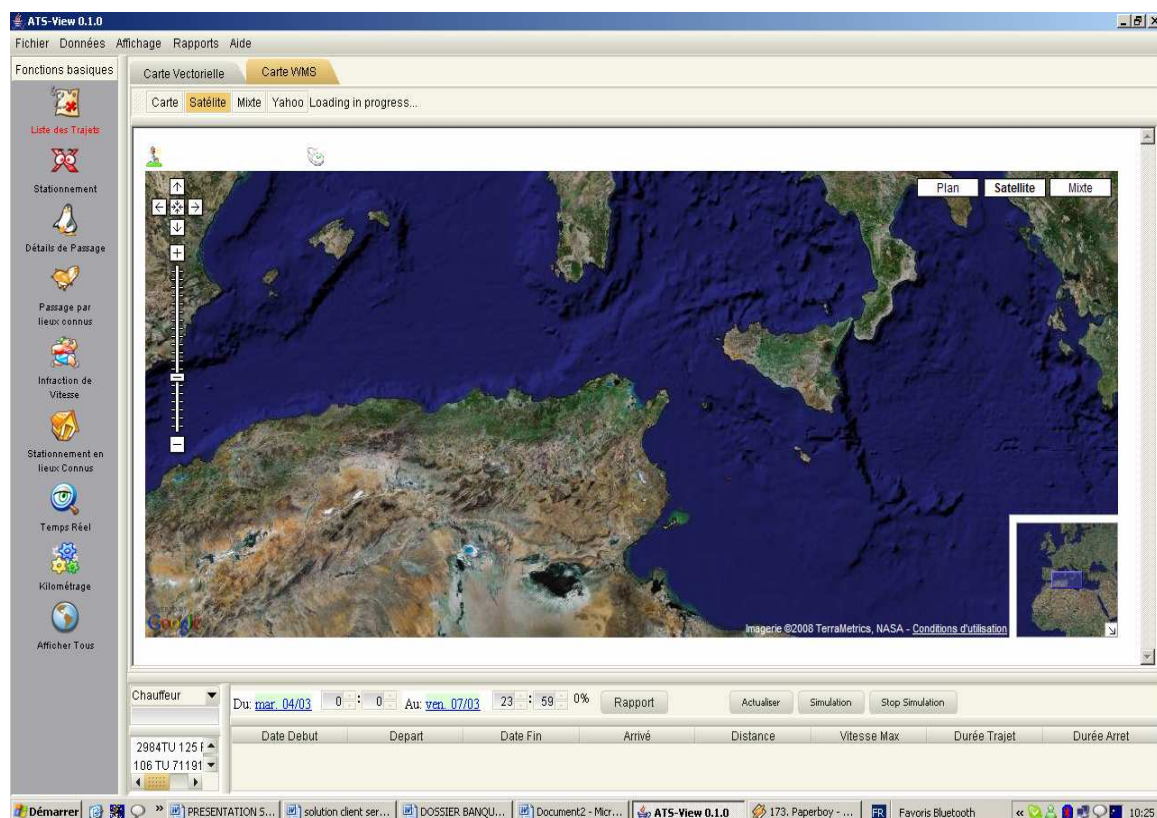 ATS-View 0.1.0
Fichier Données Affichage Rapports Aide
Fonctions basiques
Liste des Trajets
Stationnement
Détails de Passage
Passage par
lieux connus
Infraction de
Vitesse
Stationnement en
lieux Connus
Temps Réel
Kilométrage
Afficher Tous
Carte Vectorielle Carte WMS
Carte Satélite Mixte Yahoo Loading in progress...
Plan Satellite Mixte
POWERED BY
Google
Imagerie ©2008 TerraMetrics, NASA - Conditions d'utilisation
Chauffeur
Du: mar. 04/03 0 : 0 Au: ven. 07/03 23 : 59 0% Rapport Actualiser Simulation Stop Simulation
Date Debut Depart Date Fin Arrivé Distance Vitesse Max Durée Trajet Durée Arret
2984TU 125 F
106 TU 71191
Démarrer » PRESENTATION S... solution client ser... DOSSIER BANQU... Document2 - Micr... ATS-View 0.1.0 173. Paperboy - ... FR Favoris Bluetooth « 10:25